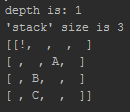 depth is: 1
'stack' size is 3
[[!,  ,  ,  ]
[ ,  , A,  ]
[ , B,  ,  ]
[ , C,  ,  ]]